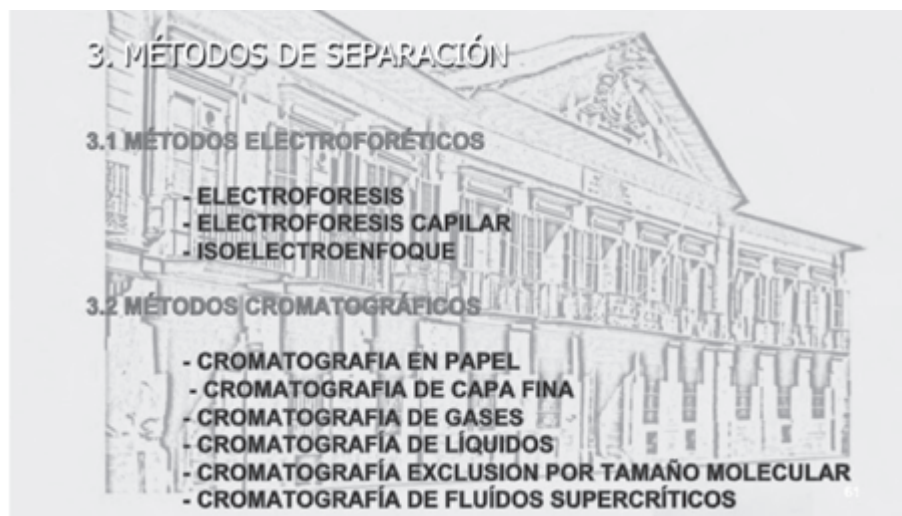 3. MÉTODOS DE SEPARACIÓN
3.1 MÉTODOS ELECTROFORÉTICOS
- ELECTROFORESIS
- ELECTROFORESIS CAPILAR
- ISOELECTROENFOQUE
3.2 MÉTODOS CROMATOGRÁFICOS
- CROMATOGRAFIA EN PAPEL
- CROMATOGRAFIA DE CAPA FINA
- CROMATOGRAFIA DE GASES
- CROMATOGRAFÍA DE LÍQUIDOS
- CROMATOGRAFÍA EXCLUSION POR TAMAÑO MOLECULAR
- CROMATOGRAFÍA DE FLUÍDOS SUPERCRÍTICOS
61